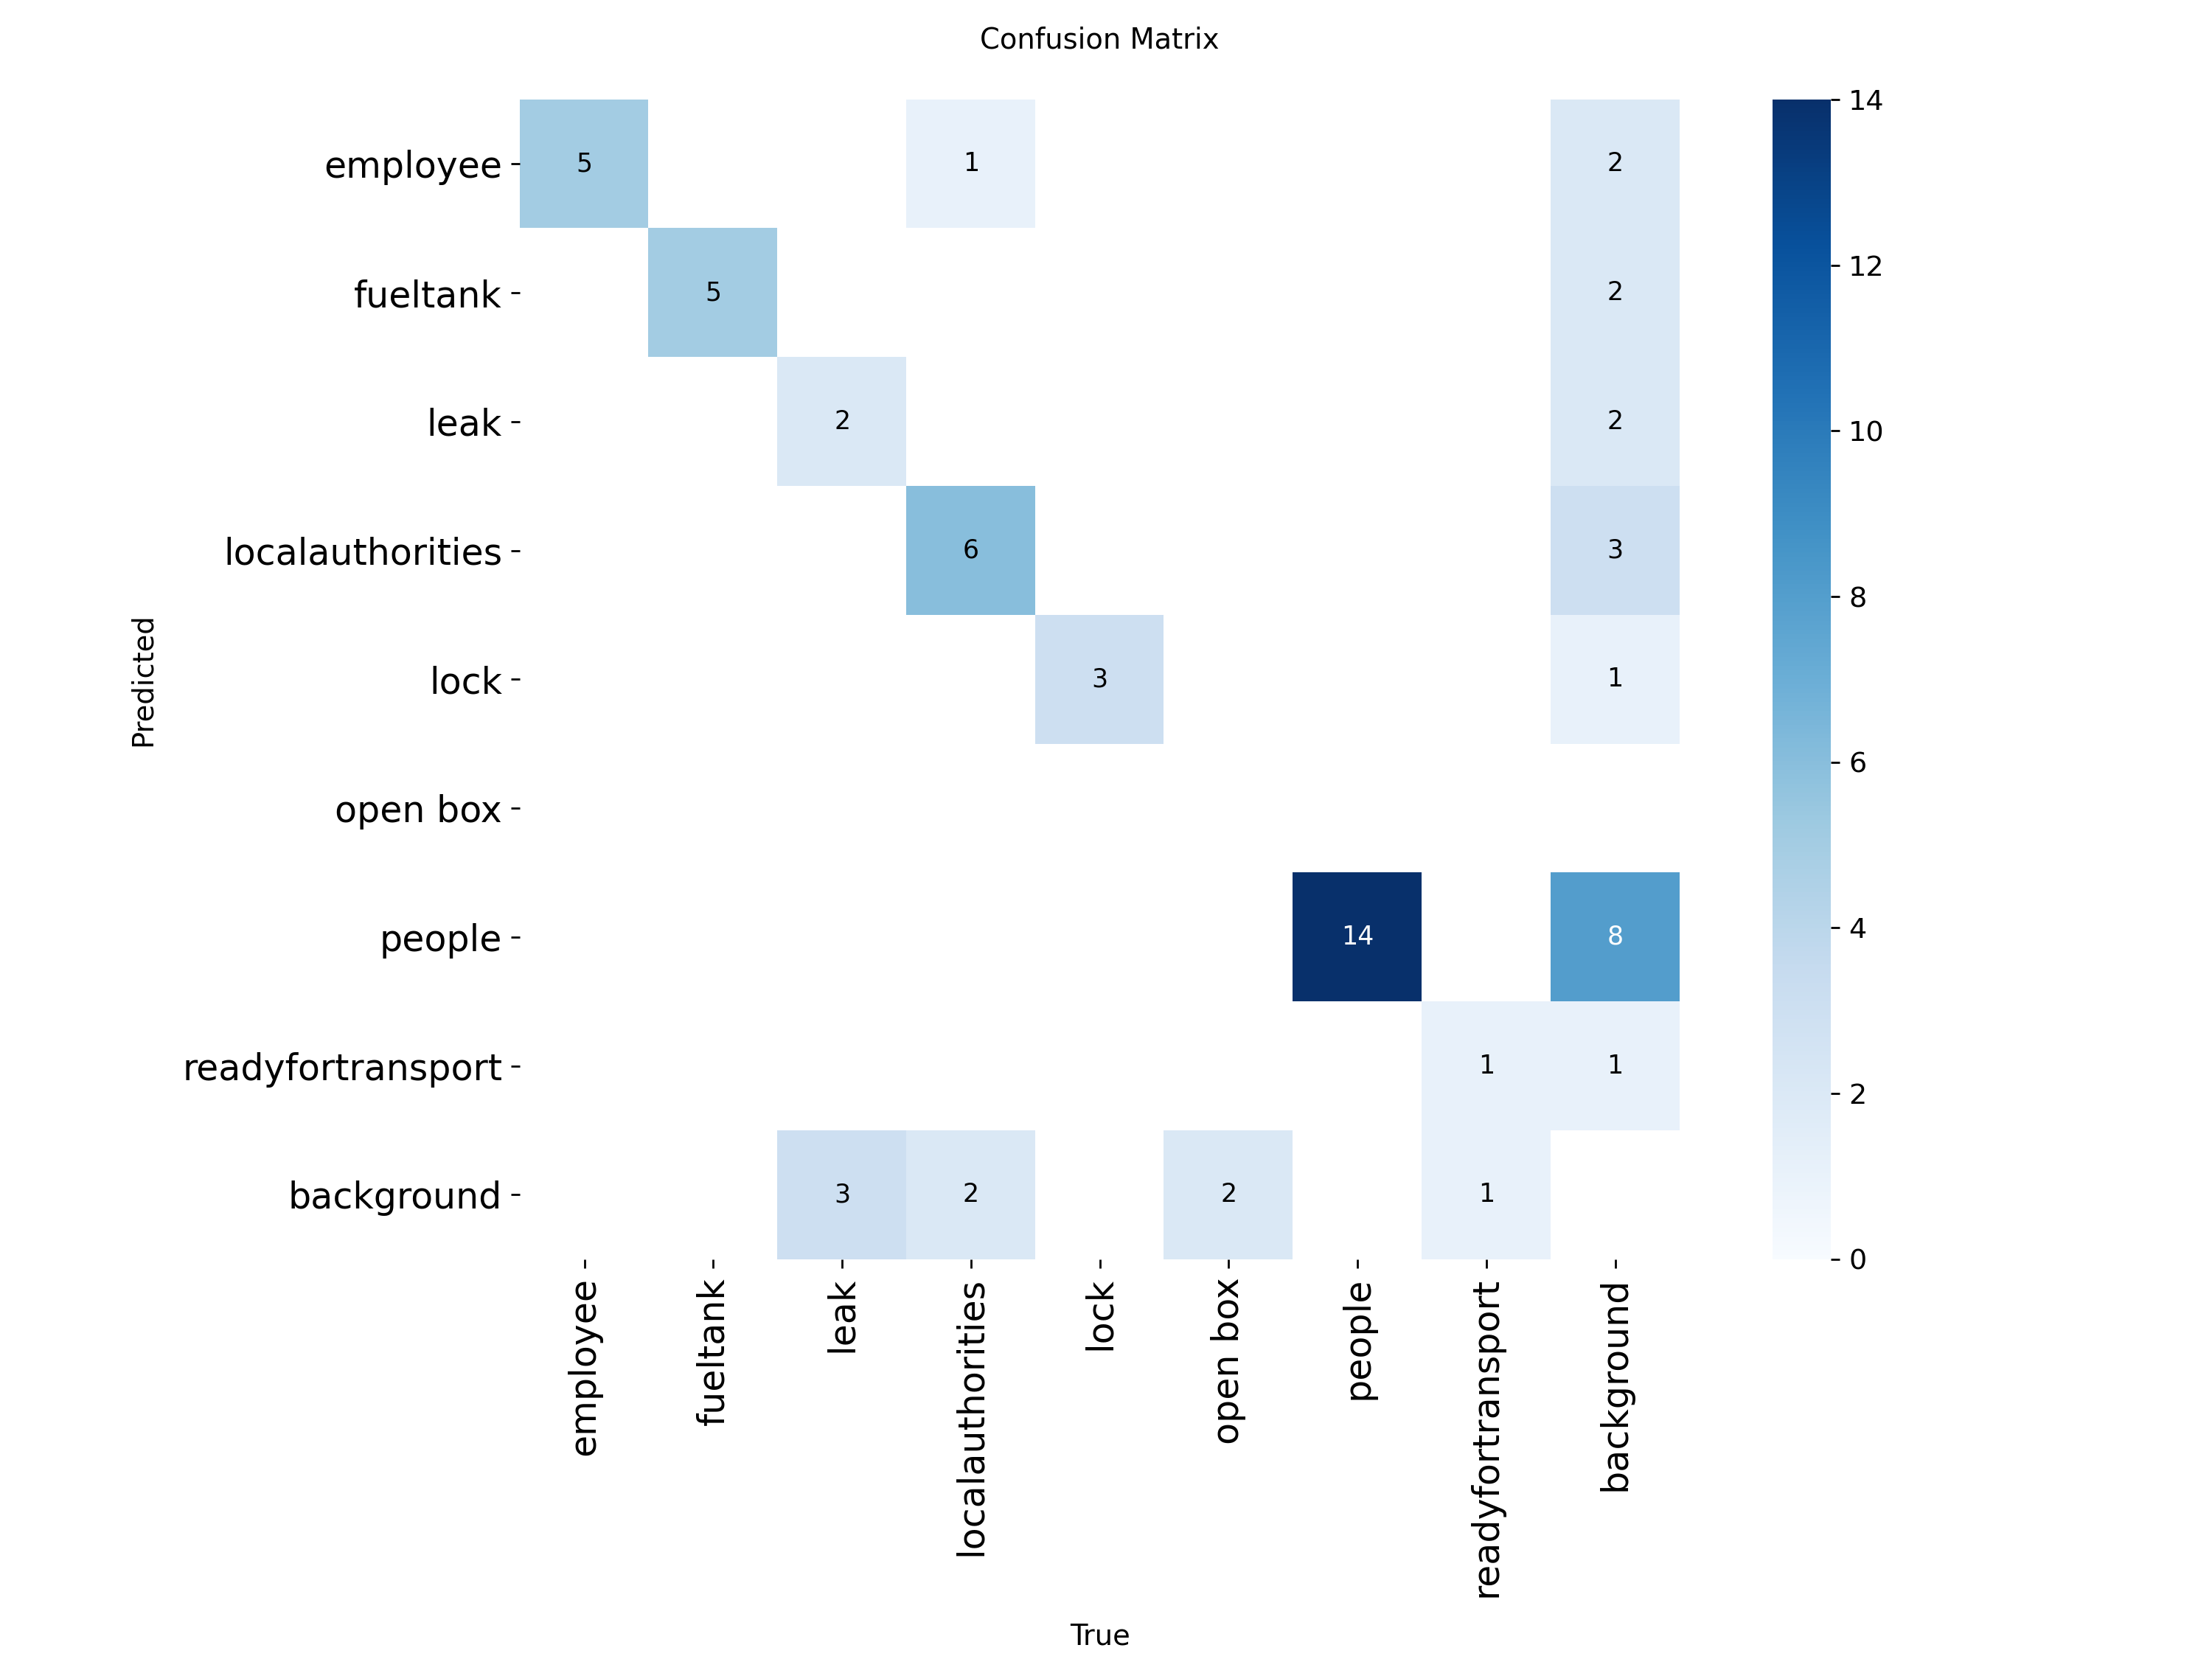 Confusion Matrix
employee 5 1 2
fueltank 5 2
leak 2 2
localauthorities 6 3
lock 3 1
open box
people 14 8
readyfortransport 1 1
background 3 2 2 1
Predicted
employee fueltank leak localauthorities lock open box people readyfortransport background
True
14
12
10
8
6
4
2
0